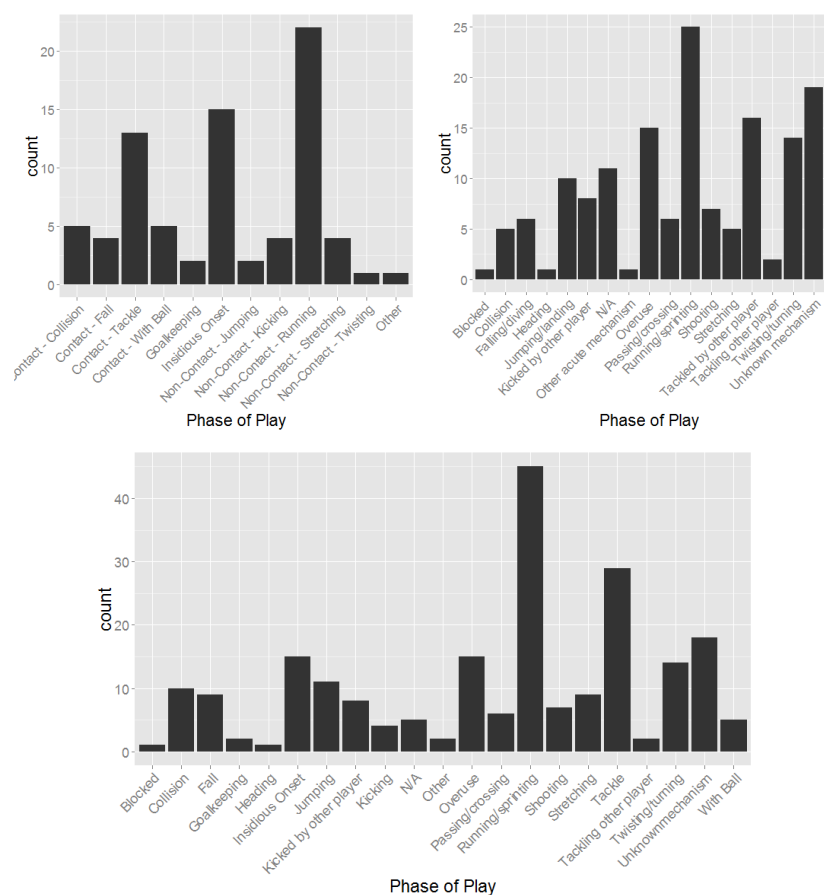 count
20
15
10
5
0
Contact - Collision
Contact - Fall
Contact - Tackle
Contact - With Ball
Goalkeeping
Insidious Onset
Non-Contact - Jumping
Non-Contact - Kicking
Non-Contact - Running
Non-Contact - Stretching
Non-Contact - Twisting
Other
Phase of Play
count
25
20
15
10
5
0
Blocked
Collision
Falling/diving
Heading
Jumping/landing
Kicked by other player
N/A
Other acute mechanism
Overuse
Passing/crossing
Running/sprinting
Shooting
Stretching
Tackled by other player
Tackling other player
Twisting/turning
Unknown mechanism
Phase of Play
count
40
30
20
10
0
Blocked
Collision
Fall
Goalkeeping
Heading
Insidious Onset
Jumping
Kicked by other player
Kicking
N/A
Other
Overuse
Passing/crossing
Running/sprinting
Shooting
Stretching
Tackle
Tackling other player
Twisting/turning
Unknownmechanism
With Ball
Phase of Play